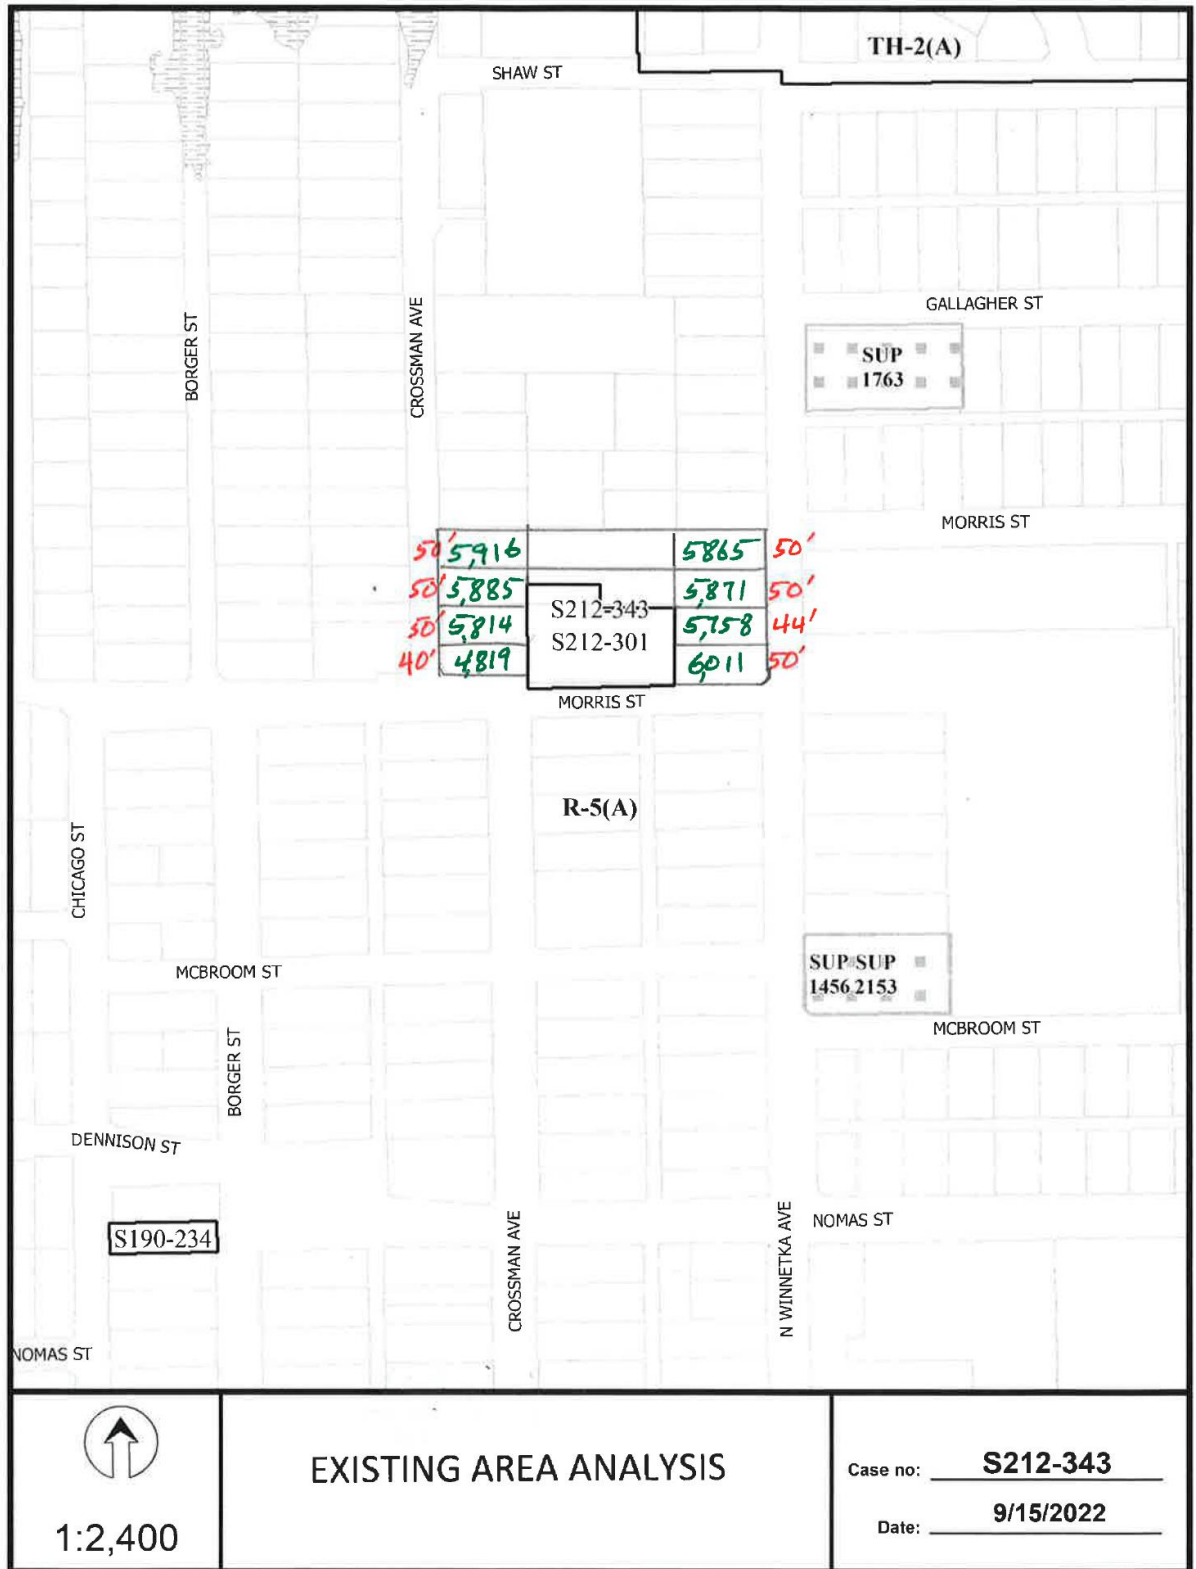 TH-2(A)
SHAW ST
GALLAGHER ST
BORGER ST
CROSSMAN AVE
SUP
1763
MORRIS ST
50' 5,916 5865 50'
50' 5,885 5,871 50'
S212-343
50' 5,814 5,758 44'
S212-301
40' 4,819 6,011 50'
MORRIS ST
R-5(A)
CHICAGO ST
SUP SUP
1456 2153
MCBROOM ST
MCBROOM ST
BORGER ST
DENNISON ST
NOMAS ST
S190-234
CROSSMAN AVE
N WINNETKA AVE
NOMAS ST
1:2,400
EXISTING AREA ANALYSIS
Case no: S212-343
Date: 9/15/2022